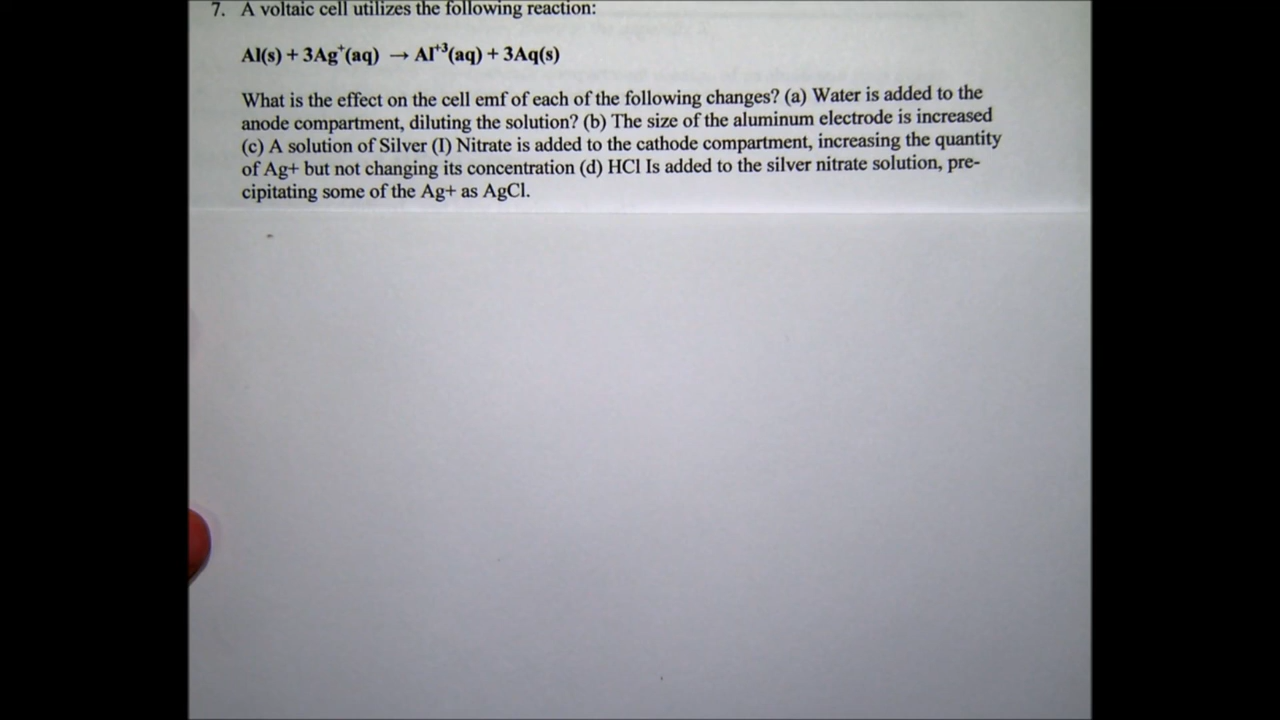 7. A voltaic cell utilizes the following reaction:
Al(s) + 3Ag⁺(aq) → Al⁺³(aq) + 3Aq(s)
What is the effect on the cell emf of each of the following changes? (a) Water is added to the
anode compartment, diluting the solution? (b) The size of the aluminum electrode is increased
(c) A solution of Silver (I) Nitrate is added to the cathode compartment, increasing the quantity
of Ag+ but not changing its concentration (d) HCl Is added to the silver nitrate solution, pre-
cipitating some of the Ag+ as AgCl.